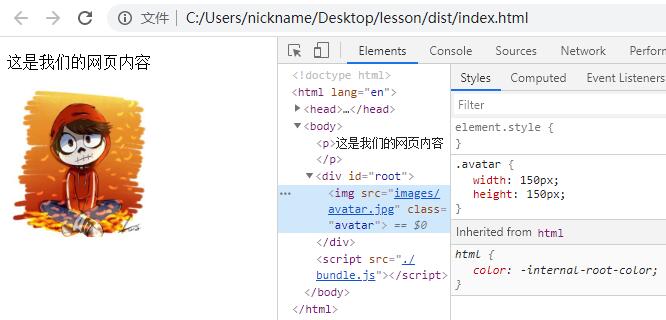 文件 C:/Users/nickname/Desktop/lesson/dist/index.html
这是我们的网页内容
Elements Console Sources Network Performance
<!doctype html>
<html lang="en">
<head>…</head>
<body>
<p>这是我们的网页内容
</p>
<div id="root">
<img src="images/
avatar.jpg" class=
"avatar"> == $0
</div>
<script src="./
bundle.js"></script>
</body>
</html>
Styles Computed Event Listeners
Filter
element.style {
}
.avatar {
width: 150px;
height: 150px;
}
Inherited from html
html {
color: -internal-root-color;
}